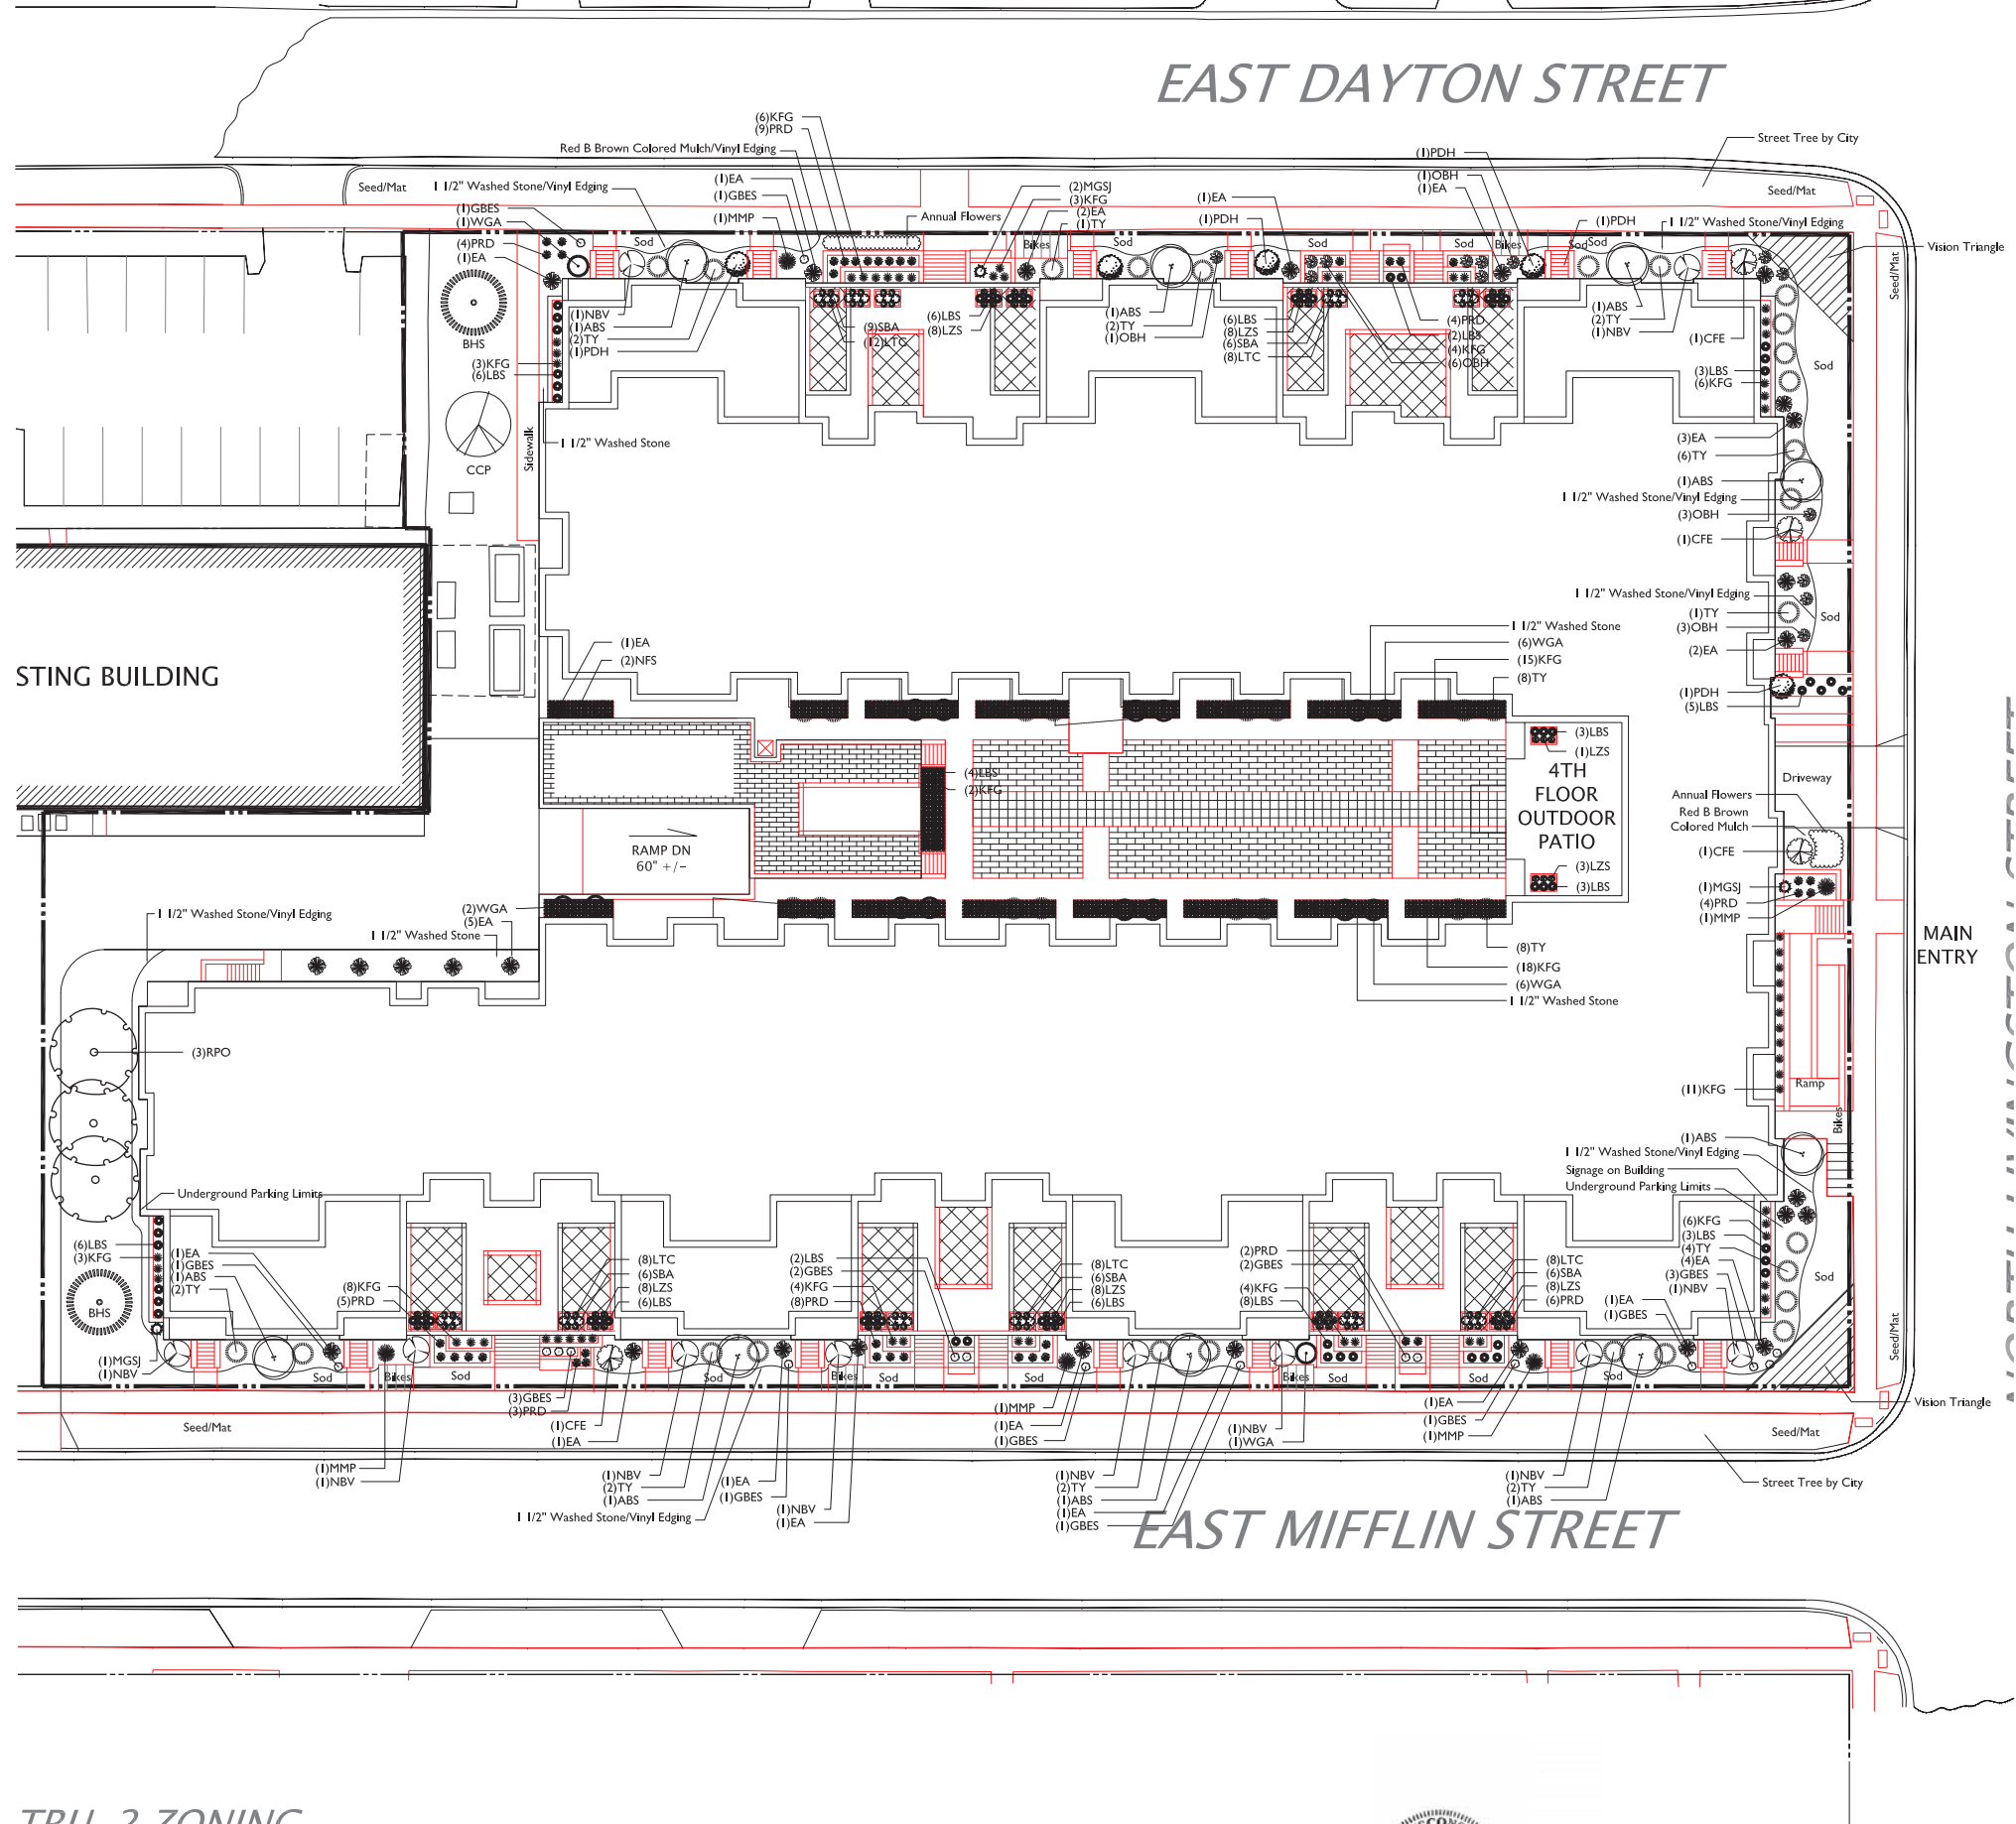 EAST DAYTON STREET
Street Tree by City
(6)KFG
(9)PRD
Red B Brown Colored Mulch/Vinyl Edging
(1)PDH
(1)OBH
(1)EA
Seed/Mat
1 1/2" Washed Stone/Vinyl Edging
(1)EA
(1)GBES
(1)MMP
Annual Flowers
(2)MGSJ
(3)KFG
(2)EA
(1)TY
(1)EA
(1)PDH
(1)PDH
Seed/Mat
1 1/2" Washed Stone/Vinyl Edging
Vision Triangle
(1)GBES
(1)WGA
(4)PRD
(1)EA
Sod
Bikes
Sod
Sod
Sod
Bikes
Sod
Sod
Seed/Mat
BHS
(1)NBV
(1)ABS
(2)TY
(1)PDH
(9)SBA
(12)LTC
(6)LBS
(8)LZS
(1)ABS
(2)TY
(1)OBH
(6)LBS
(8)LZS
(6)SBA
(8)LTC
(4)PRD
(2)LBS
(4)KFG
(6)OBH
(1)ABS
(2)TY
(1)NBV
(1)CFE
(3)KFG
(6)LBS
(3)LBS
(6)KFG
Sod
CCP
Sidewalk
1 1/2" Washed Stone
(3)EA
(6)TY
(1)ABS
1 1/2" Washed Stone/Vinyl Edging
(3)OBH
(1)CFE
1 1/2" Washed Stone/Vinyl Edging
(1)TY
(3)OBH
(2)EA
Sod
(1)PDH
(5)LBS
STING BUILDING
(1)EA
(2)NFS
1 1/2" Washed Stone
(6)WGA
(15)KFG
(8)TY
(3)LBS
(1)LZS
4TH
FLOOR
OUTDOOR
PATIO
(3)LZS
(3)LBS
(4)LBS
(2)KFG
RAMP DN
60" +/-
Driveway
Annual Flowers
Red B Brown
Colored Mulch
(1)CFE
(1)MGSJ
(4)PRD
(1)MMP
MAIN
ENTRY
1 1/2" Washed Stone/Vinyl Edging
(2)WGA
(5)EA
1 1/2" Washed Stone
(8)TY
(18)KFG
(6)WGA
1 1/2" Washed Stone
(3)RPO
(11)KFG
Ramp
Bikes
(1)ABS
1 1/2" Washed Stone/Vinyl Edging
Signage on Building
Underground Parking Limits
Underground Parking Limits
(6)LBS
(3)KFG
(1)EA
(1)GBES
(1)ABS
(2)TY
BHS
(8)KFG
(5)PRD
(8)LTC
(6)SBA
(8)LZS
(6)LBS
(2)LBS
(2)GBES
(4)KFG
(8)PRD
(8)LTC
(6)SBA
(8)LZS
(6)LBS
(2)PRD
(2)GBES
(4)KFG
(8)LBS
(8)LTC
(6)SBA
(8)LZS
(6)PRD
(6)KFG
(3)LBS
(4)TY
(4)EA
(3)GBES
(1)NBV
(1)EA
(1)GBES
Sod
Seed/Mat
(1)MGSJ
(1)NBV
Sod
Bikes
Sod
Sod
Bikes
Sod
Sod
Bikes
Sod
Sod
Sod
(3)GBES
(3)PRD
(1)CFE
(1)EA
(1)MMP
(1)EA
(1)GBES
(1)NBV
(1)WGA
(1)EA
(1)GBES
(1)MMP
Vision Triangle
Seed/Mat
Seed/Mat
(1)MMP
(1)NBV
(1)NBV
(2)TY
(1)ABS
1 1/2" Washed Stone/Vinyl Edging
(1)EA
(1)GBES
(1)NBV
(1)EA
(1)NBV
(2)TY
(1)ABS
(1)EA
(1)GBES
(1)NBV
(2)TY
(1)ABS
Street Tree by City
EAST MIFFLIN STREET